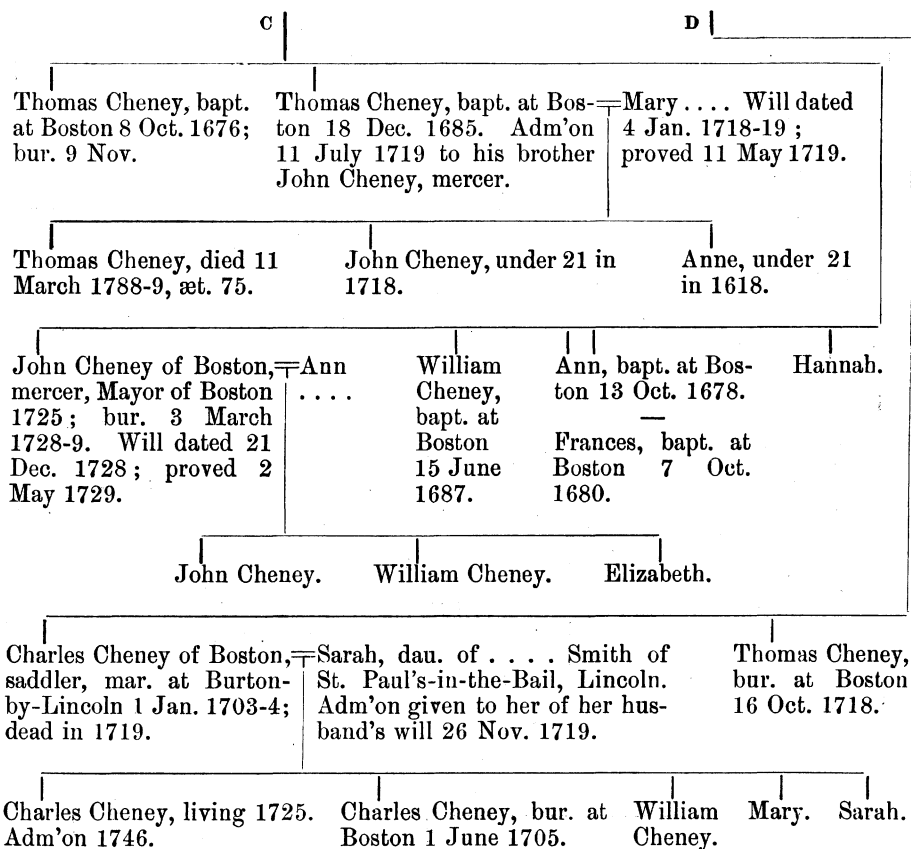 C
D
Thomas Cheney, bapt.
at Boston 8 Oct. 1676;
bur. 9 Nov.
Thomas Cheney, bapt. at Bos-
ton 18 Dec. 1685. Adm'on
11 July 1719 to his brother
John Cheney, mercer.
Mary . . . . Will dated
4 Jan. 1718-19 ;
proved 11 May 1719.
Thomas Cheney, died 11
March 1788-9, æt. 75.
John Cheney, under 21 in
1718.
Anne, under 21
in 1618.
John Cheney of Boston,
mercer, Mayor of Boston
1725 ; bur. 3 March
1728-9. Will dated 21
Dec. 1728 ; proved 2
May 1729.
Ann
. . . .
William
Cheney,
bapt. at
Boston
15 June
1687.
Ann, bapt. at Bos-
ton 13 Oct. 1678.
—
Frances, bapt. at
Boston 7 Oct.
1680.
Hannah.
John Cheney.
William Cheney.
Elizabeth.
Charles Cheney of Boston,
saddler, mar. at Burton-
by-Lincoln 1 Jan. 1703-4;
dead in 1719.
Sarah, dau. of . . . . Smith of
St. Paul's-in-the-Bail, Lincoln.
Adm'on given to her of her hus-
band's will 26 Nov. 1719.
Thomas Cheney,
bur. at Boston
16 Oct. 1718.
Charles Cheney, living 1725.
Adm'on 1746.
Charles Cheney, bur. at
Boston 1 June 1705.
William
Cheney.
Mary.
Sarah.